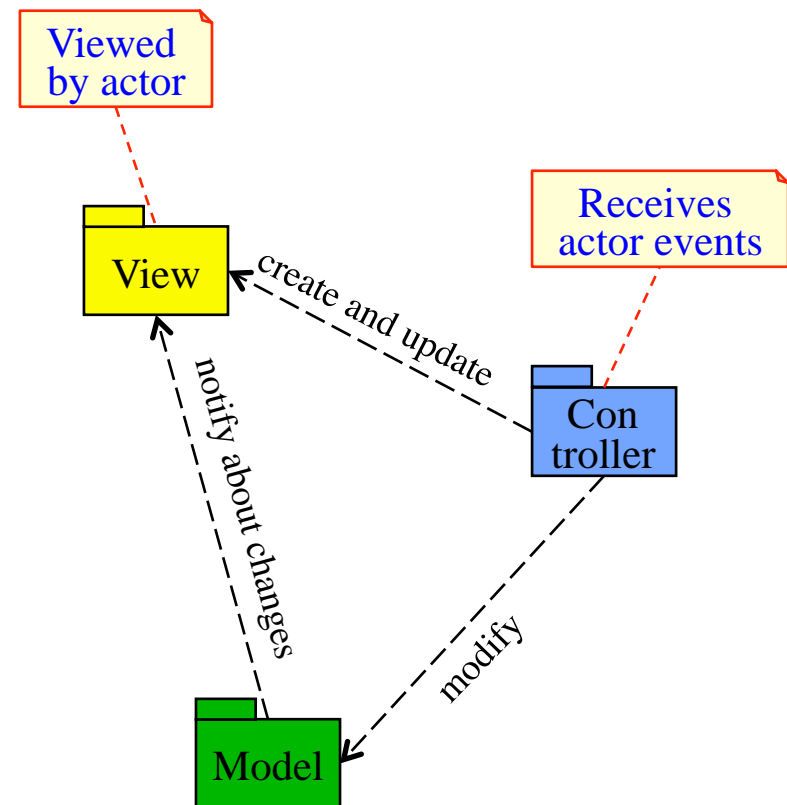 Viewed
by actor
Receives
actor events
View
create and update
Con
troller
notify about changes
modify
Model